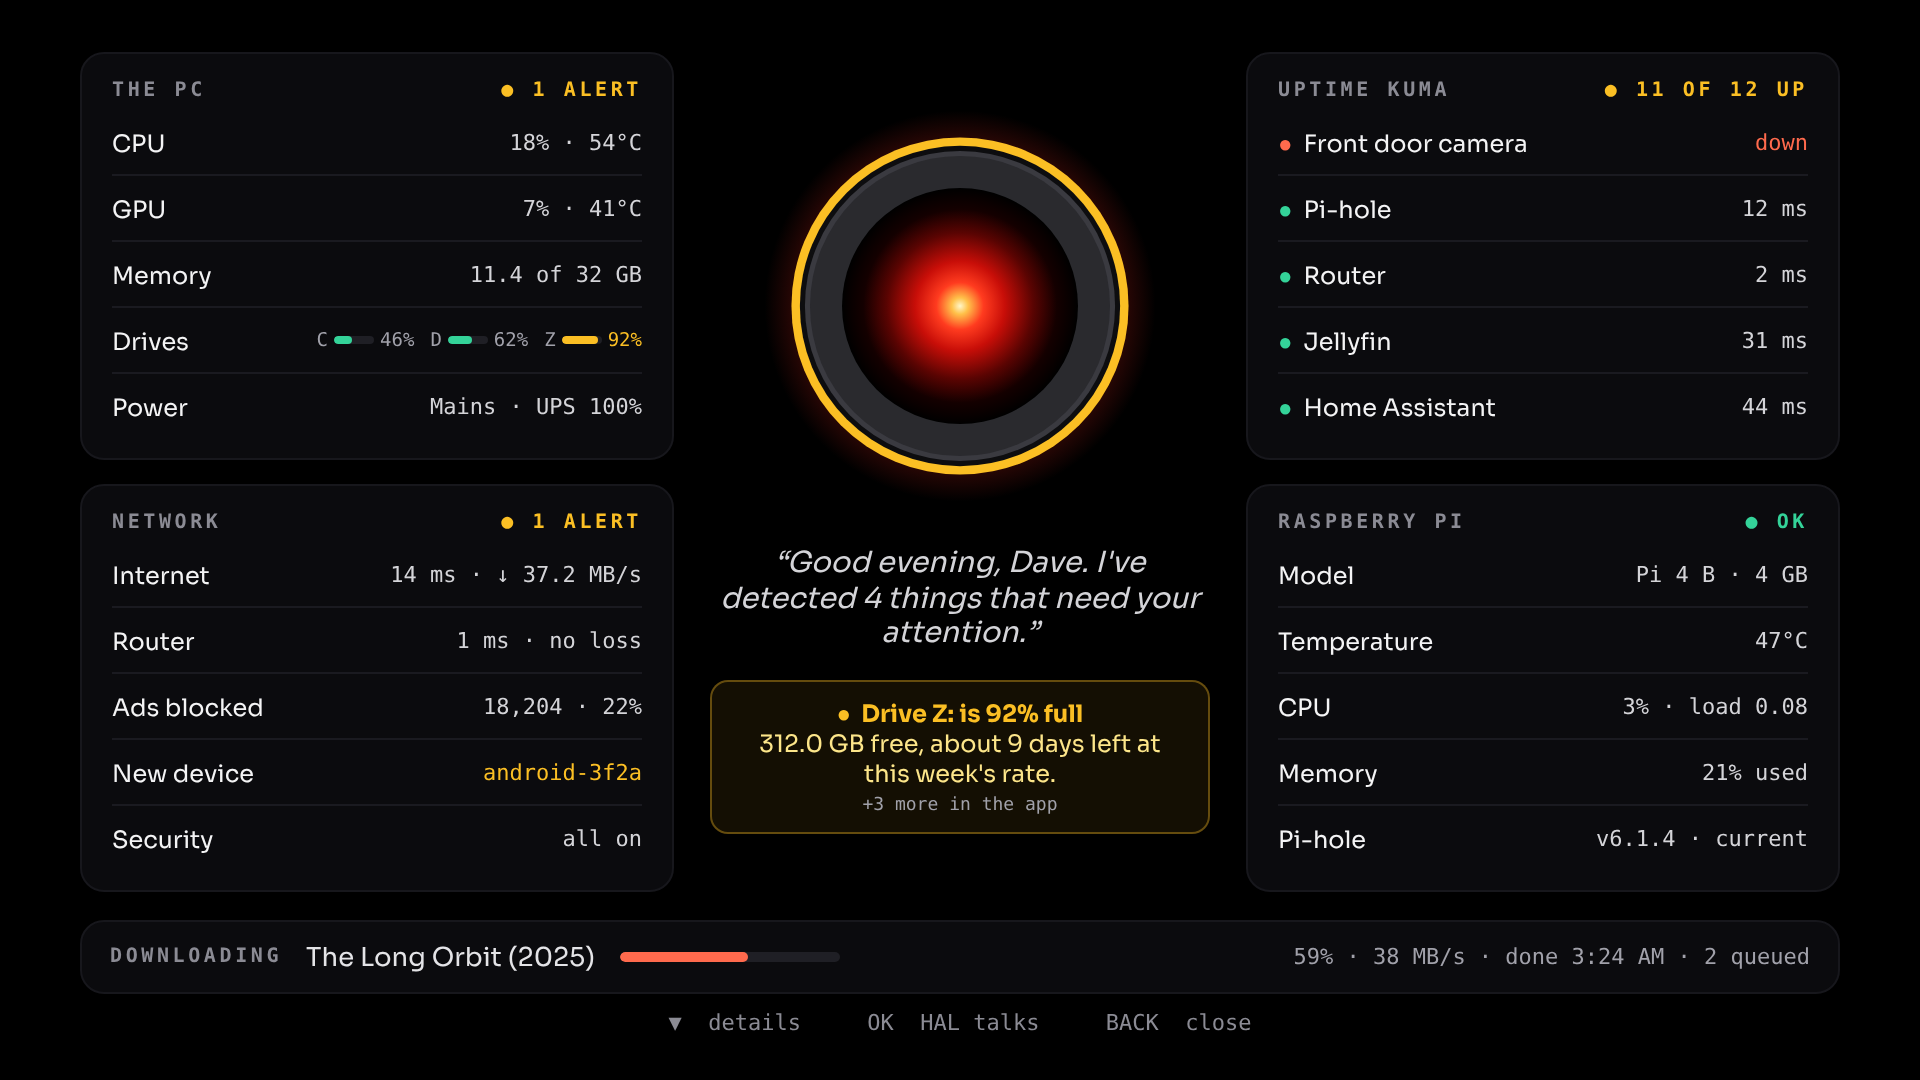 THE PC ● 1 ALERT
CPU 18% · 54°C
GPU 7% · 41°C
Memory 11.4 of 32 GB
Drives C 46% D 62% Z 92%
Power Mains · UPS 100%
NETWORK ● 1 ALERT
Internet 14 ms · ↓ 37.2 MB/s
Router 1 ms · no loss
Ads blocked 18,204 · 22%
New device android-3f2a
Security all on
“Good evening, Dave. I've
detected 4 things that need your
attention.”
● Drive Z: is 92% full
312.0 GB free, about 9 days left at
this week's rate.
+3 more in the app
UPTIME KUMA ● 11 OF 12 UP
● Front door camera down
● Pi-hole 12 ms
● Router 2 ms
● Jellyfin 31 ms
● Home Assistant 44 ms
RASPBERRY PI ● OK
Model Pi 4 B · 4 GB
Temperature 47°C
CPU 3% · load 0.08
Memory 21% used
Pi-hole v6.1.4 · current
DOWNLOADING The Long Orbit (2025) 59% · 38 MB/s · done 3:24 AM · 2 queued
▼ details OK HAL talks BACK close